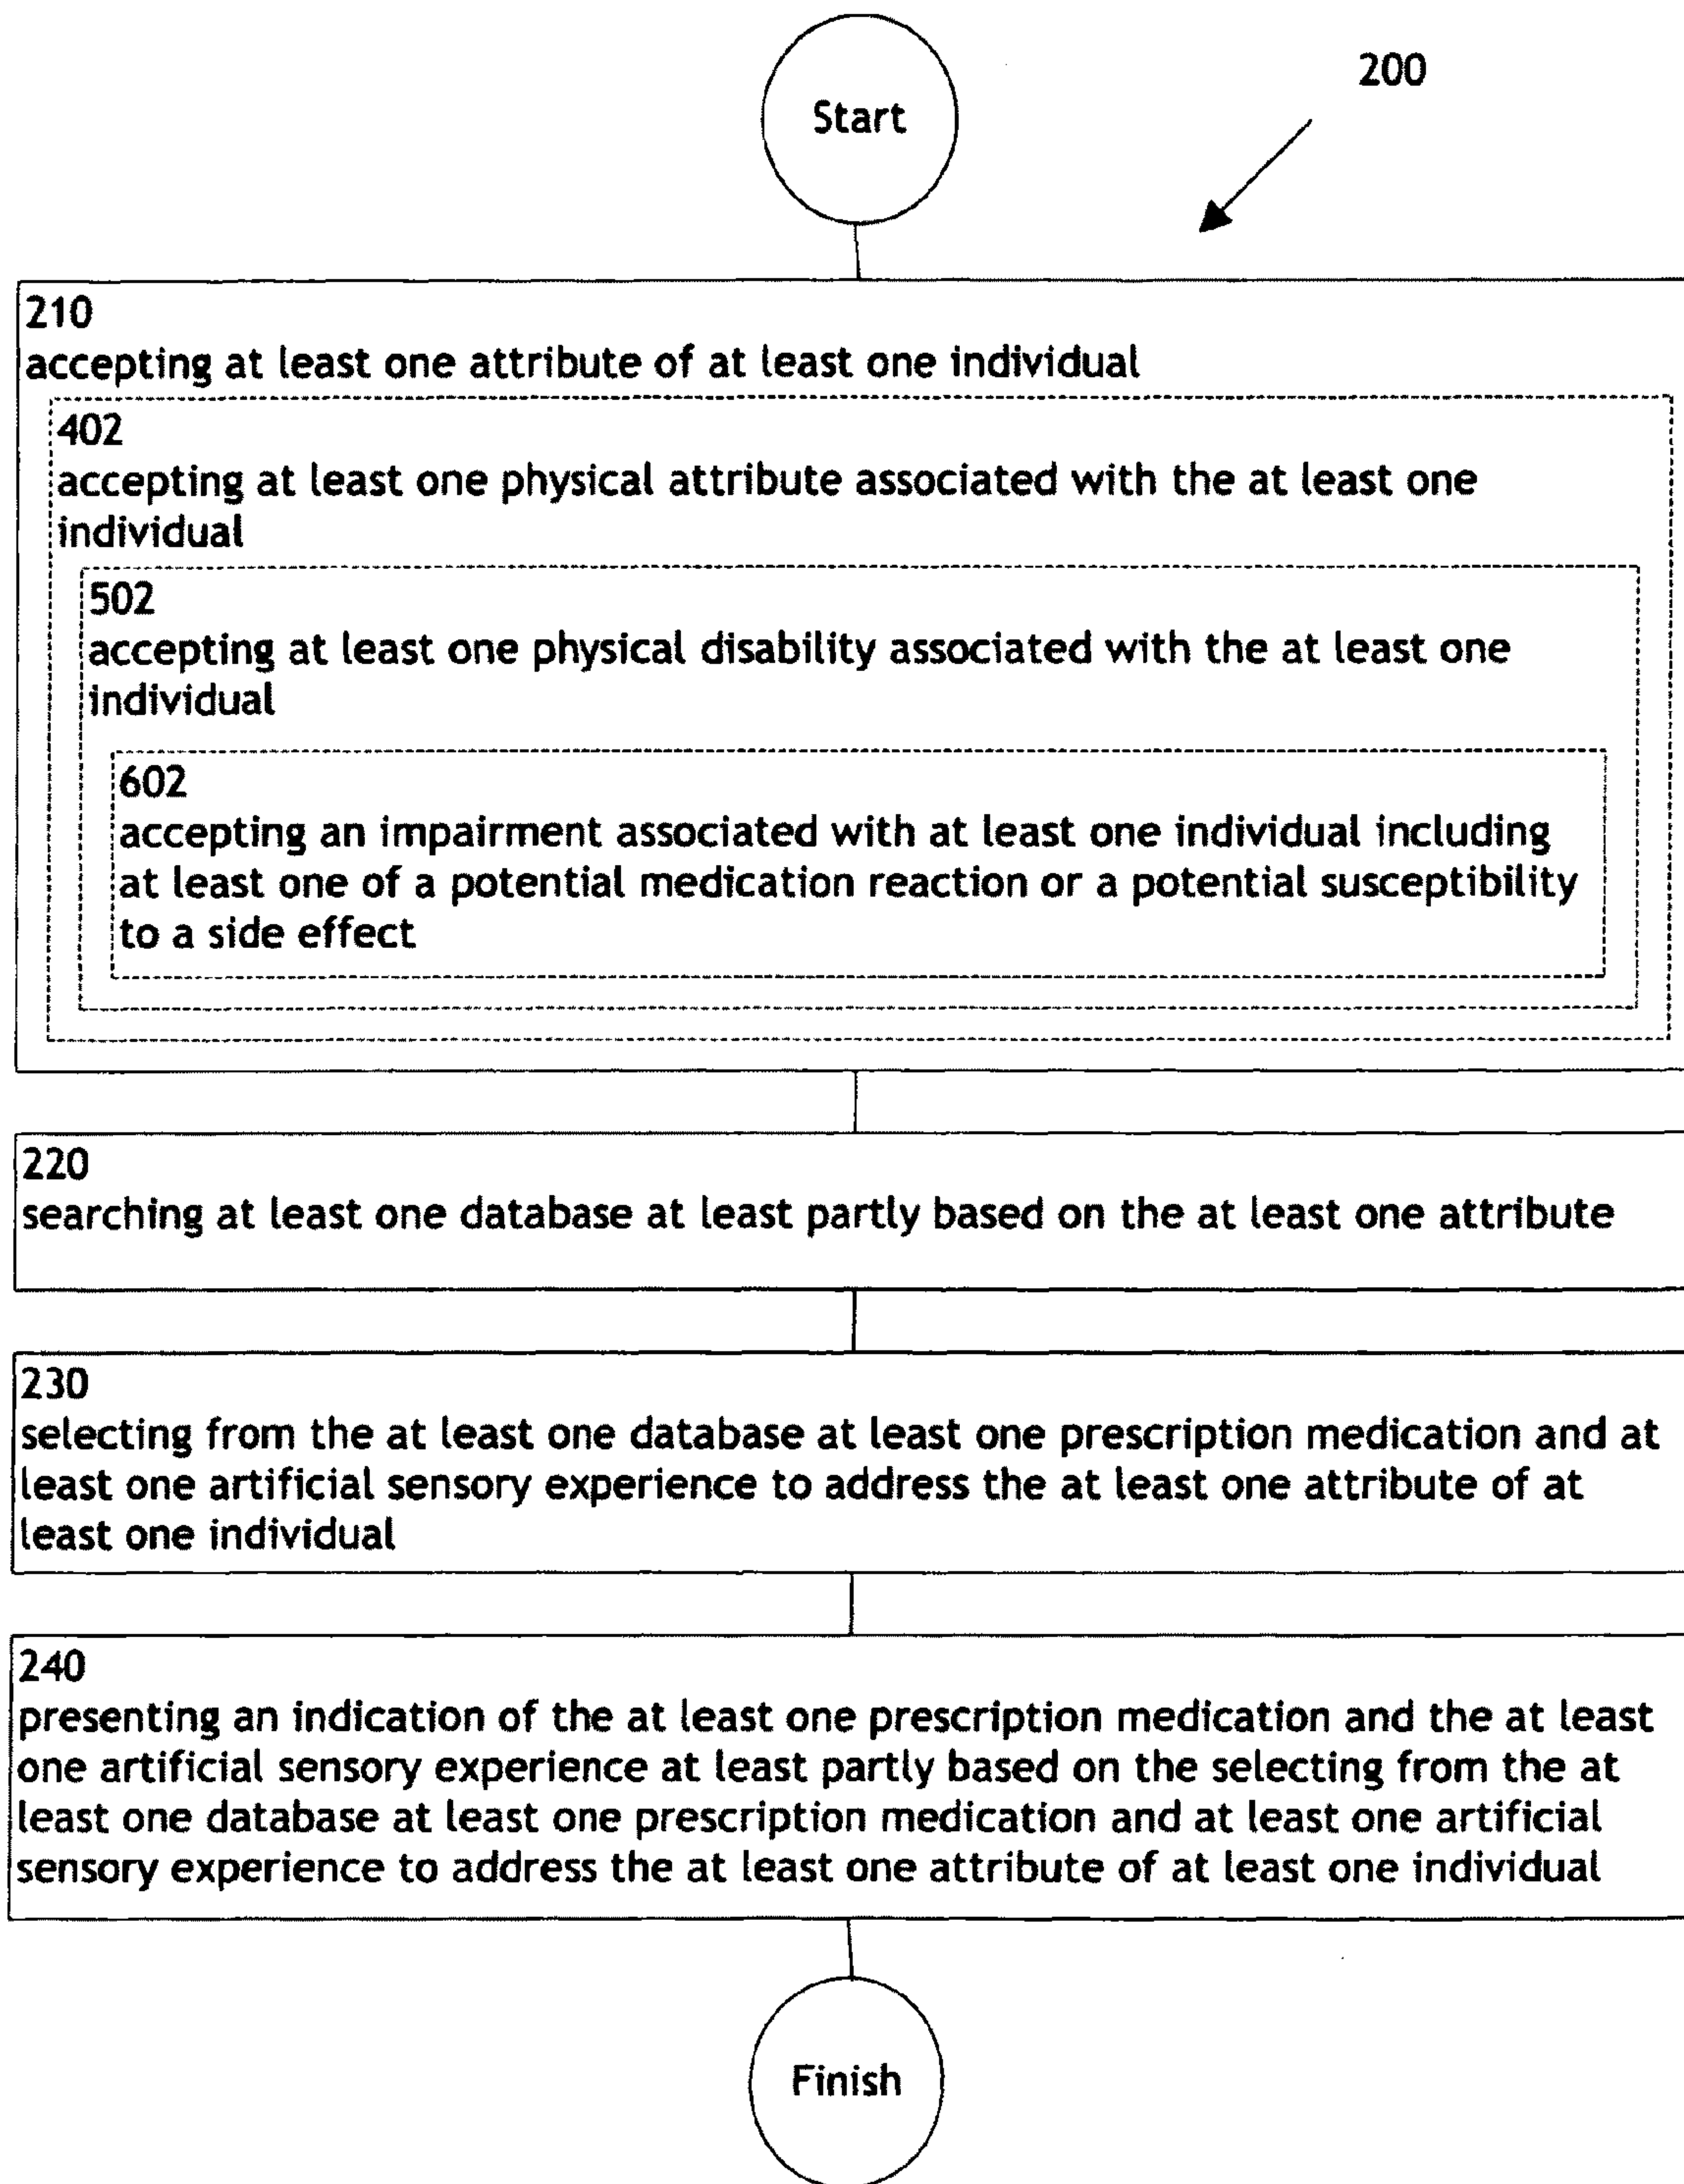 Start
200
210
accepting at least one attribute of at least one individual
402
accepting at least one physical attribute associated with the at least one
individual
502
accepting at least one physical disability associated with the at least one
individual
602
accepting an impairment associated with at least one individual including
at least one of a potential medication reaction or a potential susceptibility
to a side effect
220
searching at least one database at least partly based on the at least one attribute
230
selecting from the at least one database at least one prescription medication and at
least one artificial sensory experience to address the at least one attribute of at
least one individual
240
presenting an indication of the at least one prescription medication and the at least
one artificial sensory experience at least partly based on the selecting from the at
least one database at least one prescription medication and at least one artificial
sensory experience to address the at least one attribute of at least one individual
Finish